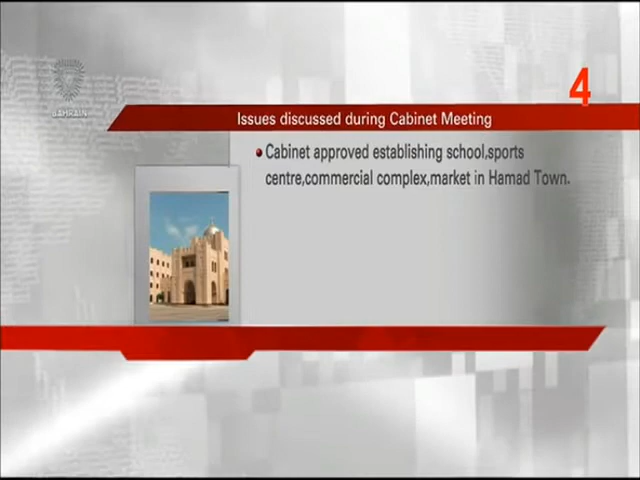 4
BAHRAIN
Issues discussed during Cabinet Meeting
Cabinet approved establishing school,sports
centre,commercial complex,market in Hamad Town.